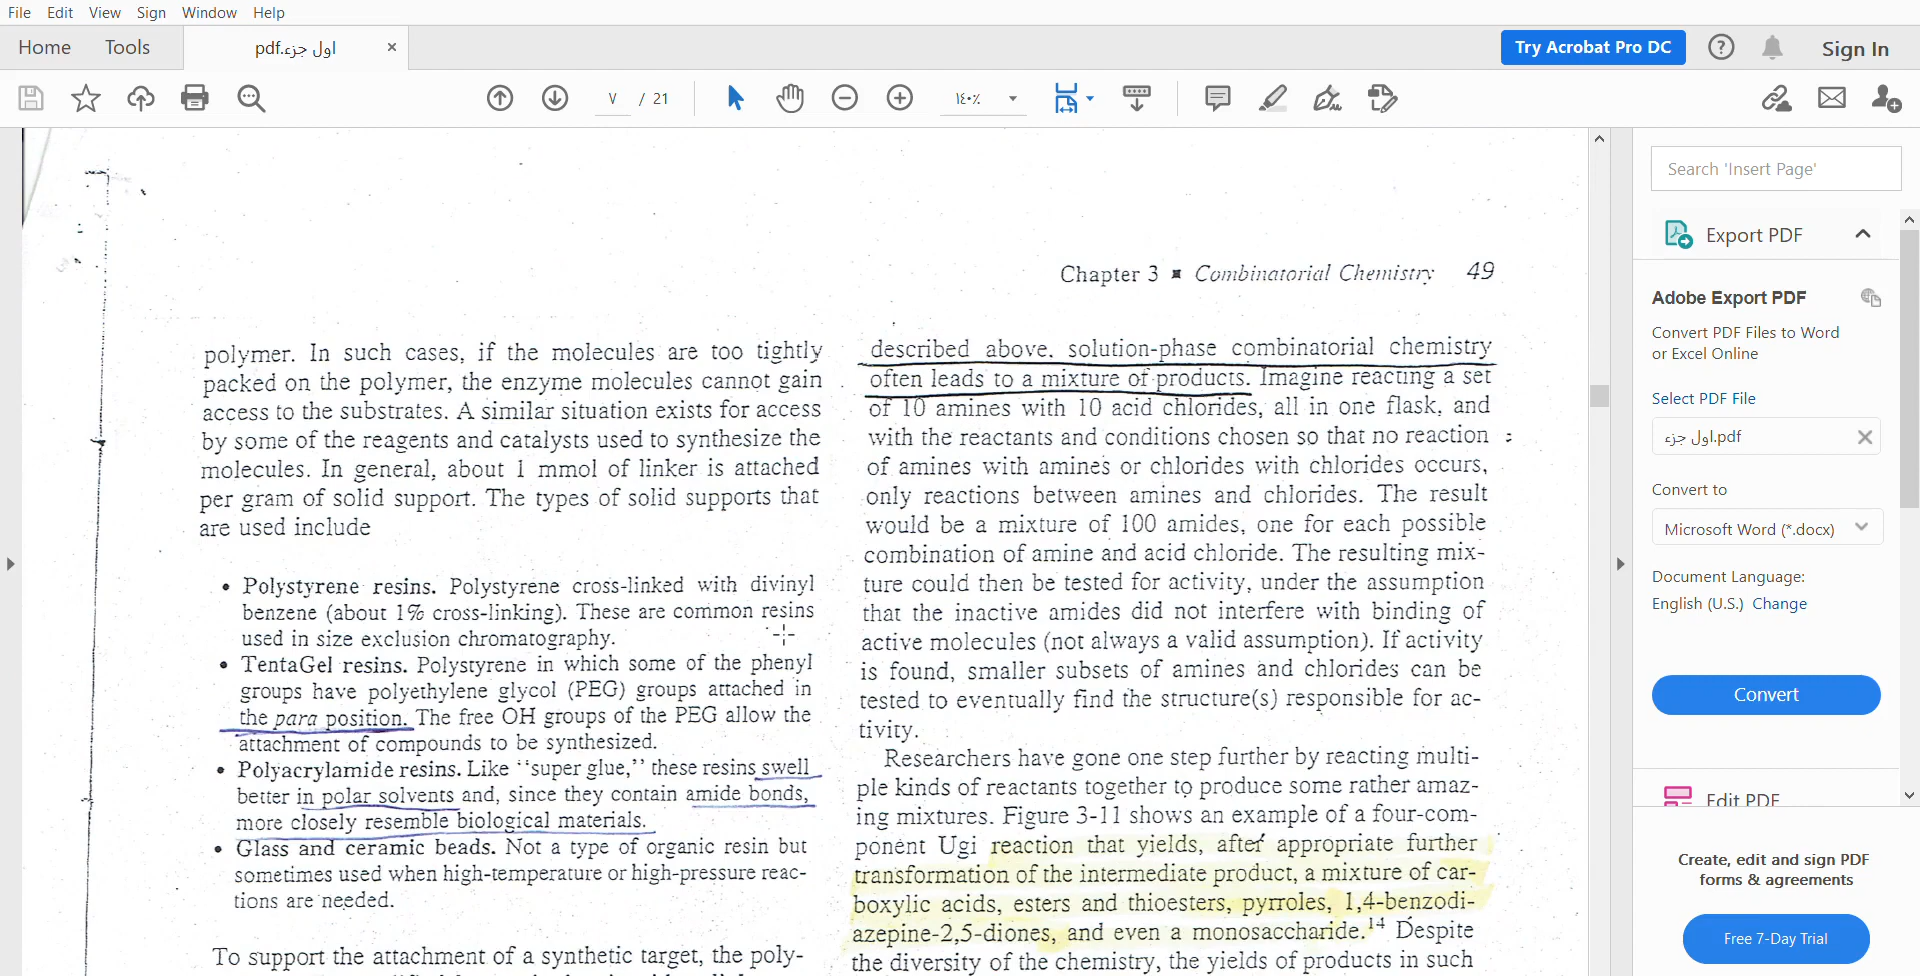 File Edit View Sign Window Help
Home Tools اول جزء.pdf × Try Acrobat Pro DC Sign In
٧ / 21 ١٤٠٪
Chapter 3 ■ Combinatorial Chemistry 49
polymer. In such cases, if the molecules are too tightly
packed on the polymer, the enzyme molecules cannot gain
access to the substrates. A similar situation exists for access
by some of the reagents and catalysts used to synthesize the
molecules. In general, about 1 mmol of linker is attached
per gram of solid support. The types of solid supports that
are used include
• Polystyrene resins. Polystyrene cross-linked with divinyl
benzene (about 1% cross-linking). These are common resins
used in size exclusion chromatography.
• TentaGel resins. Polystyrene in which some of the phenyl
groups have polyethylene glycol (PEG) groups attached in
the para position. The free OH groups of the PEG allow the
attachment of compounds to be synthesized.
• Polyacrylamide resins. Like "super glue," these resins swell
better in polar solvents and, since they contain amide bonds,
more closely resemble biological materials.
• Glass and ceramic beads. Not a type of organic resin but
sometimes used when high-temperature or high-pressure reac-
tions are needed.
To support the attachment of a synthetic target, the poly-
described above, solution-phase combinatorial chemistry
often leads to a mixture of products. Imagine reacting a set
of 10 amines with 10 acid chlorides, all in one flask, and
with the reactants and conditions chosen so that no reaction
of amines with amines or chlorides with chlorides occurs,
only reactions between amines and chlorides. The result
would be a mixture of 100 amides, one for each possible
combination of amine and acid chloride. The resulting mix-
ture could then be tested for activity, under the assumption
that the inactive amides did not interfere with binding of
active molecules (not always a valid assumption). If activity
is found, smaller subsets of amines and chlorides can be
tested to eventually find the structure(s) responsible for ac-
tivity.
Researchers have gone one step further by reacting multi-
ple kinds of reactants together to produce some rather amaz-
ing mixtures. Figure 3-11 shows an example of a four-com-
ponent Ugi reaction that yields, after appropriate further
transformation of the intermediate product, a mixture of car-
boxylic acids, esters and thioesters, pyrroles, 1,4-benzodi-
azepine-2,5-diones, and even a monosaccharide.14 Despite
the diversity of the chemistry, the yields of products in such
Search 'Insert Page'
Export PDF
Adobe Export PDF
Convert PDF Files to Word
or Excel Online
Select PDF File
اول جزء.pdf
Convert to
Microsoft Word (*.docx)
Document Language:
English (U.S.) Change
Convert
Edit PDF
Create, edit and sign PDF
forms & agreements
Free 7-Day Trial